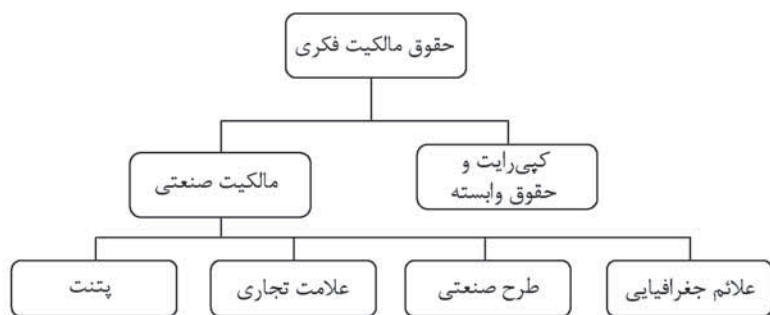 حقوق مالکیت فکری
کپی‌رایت و
حقوق وابسته
مالکیت صنعتی
علائم جغرافیایی
طرح صنعتی
علامت تجاری
پتنت